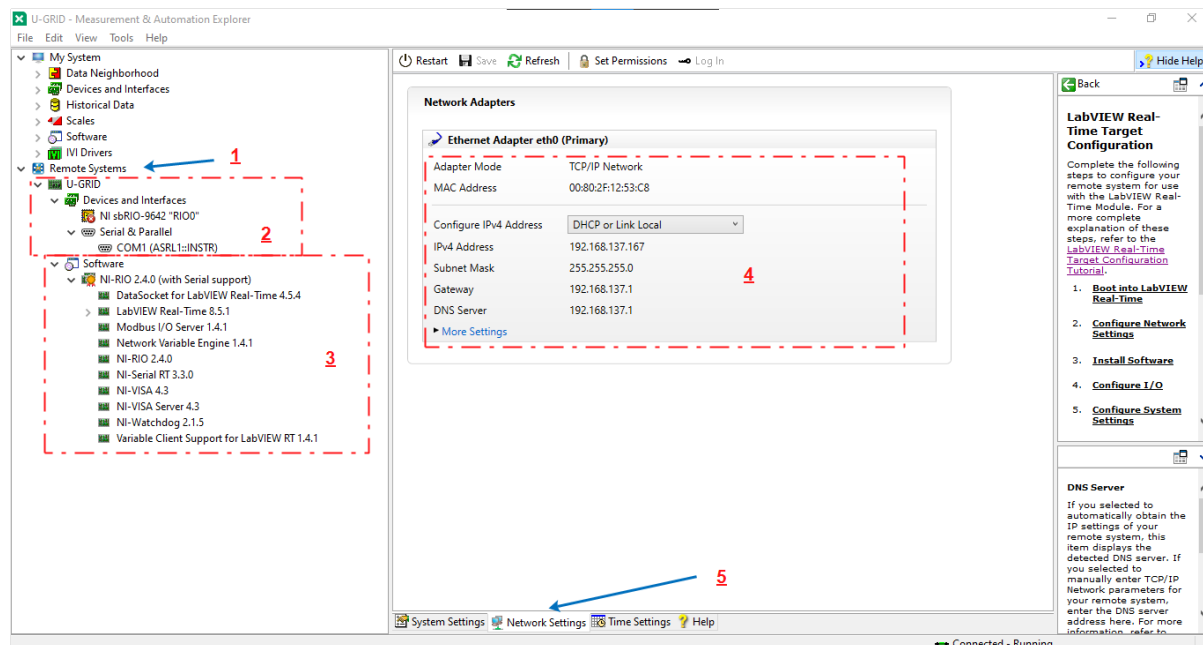 U-GRID - Measurement & Automation Explorer
File Edit View Tools Help
My System
Data Neighborhood
Devices and Interfaces
Historical Data
Scales
Software
IVI Drivers
Remote Systems
1
U-GRID
Devices and Interfaces
NI sbRIO-9642 "RIO0"
Serial & Parallel
2
COM1 (ASRL1::INSTR)
Software
NI-RIO 2.4.0 (with Serial support)
DataSocket for LabVIEW Real-Time 4.5.4
LabVIEW Real-Time 8.5.1
Modbus I/O Server 1.4.1
Network Variable Engine 1.4.1
NI-RIO 2.4.0
3
NI-Serial RT 3.3.0
NI-VISA 4.3
NI-VISA Server 4.3
NI-Watchdog 2.1.5
Variable Client Support for LabVIEW RT 1.4.1
Restart Save Refresh Set Permissions Log In
Hide Help
Network Adapters
Ethernet Adapter eth0 (Primary)
Adapter Mode TCP/IP Network
MAC Address 00:80:2F:12:53:C8
Configure IPv4 Address DHCP or Link Local
IPv4 Address 192.168.137.167
Subnet Mask 255.255.255.0
4
Gateway 192.168.137.1
DNS Server 192.168.137.1
More Settings
5
System Settings Network Settings Time Settings Help
Back
LabVIEW Real-
Time Target
Configuration
Complete the following
steps to configure your
remote system for use
with the LabVIEW Real-
Time Module. For a
more complete
explanation of these
steps, refer to the
LabVIEW Real-Time
Target Configuration
Tutorial.
1. Boot into LabVIEW
Real-Time
2. Configure Network
Settings
3. Install Software
4. Configure I/O
5. Configure System
Settings
DNS Server
If you selected to
automatically obtain the
IP settings of your
remote system, this
item displays the
detected DNS server. If
you selected to
manually enter TCP/IP
Network parameters for
your remote system,
enter the DNS server
address here. For more
information, refer to
Connected - Running